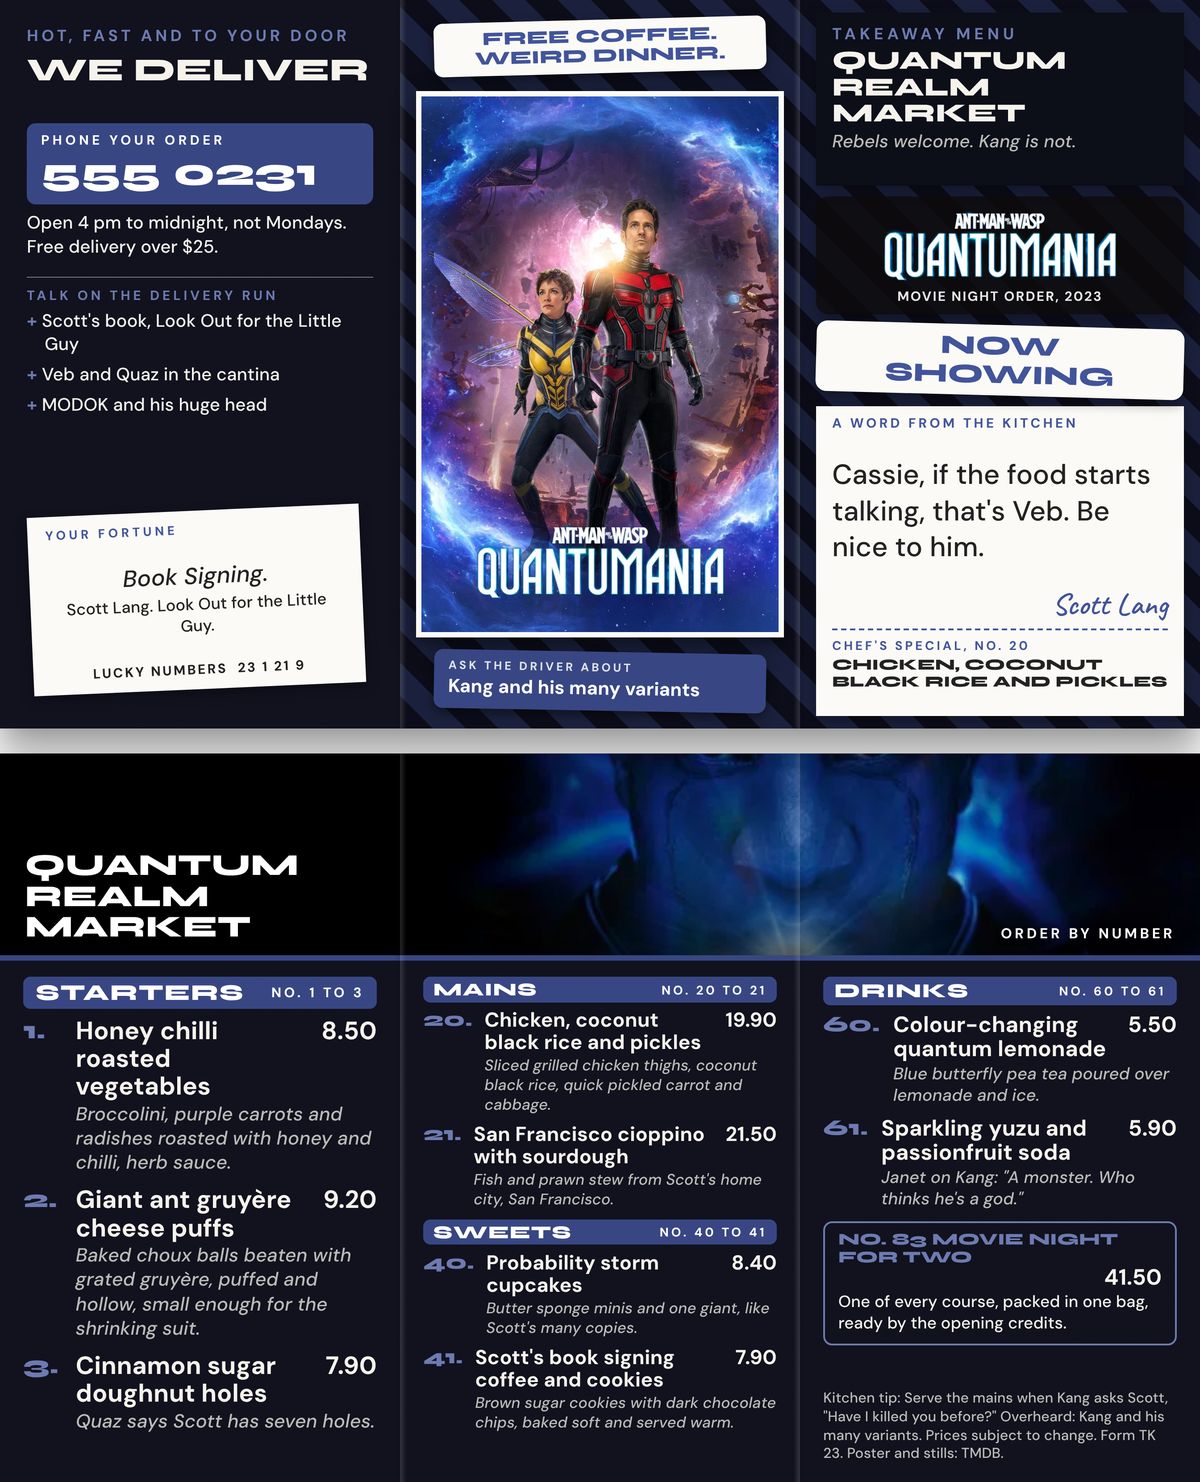 HOT, FAST AND TO YOUR DOOR
WE DELIVER
PHONE YOUR ORDER
555 0231
Open 4 pm to midnight, not Mondays.
Free delivery over $25.
TALK ON THE DELIVERY RUN
+ Scott's book, Look Out for the Little
Guy
+ Veb and Quaz in the cantina
+ MODOK and his huge head
YOUR FORTUNE
Book Signing.
Scott Lang. Look Out for the Little
Guy.
LUCKY NUMBERS 23 1 21 9
FREE COFFEE.
WEIRD DINNER.
ANT-MAN AND THE WASP
QUANTUMANIA
ASK THE DRIVER ABOUT
Kang and his many variants
TAKEAWAY MENU
QUANTUM
REALM
MARKET
Rebels welcome. Kang is not.
ANT-MAN AND THE WASP
QUANTUMANIA
MOVIE NIGHT ORDER, 2023
NOW
SHOWING
A WORD FROM THE KITCHEN
Cassie, if the food starts
talking, that's Veb. Be
nice to him.
Scott Lang
CHEF'S SPECIAL, NO. 20
CHICKEN, COCONUT
BLACK RICE AND PICKLES
QUANTUM
REALM
MARKET
ORDER BY NUMBER
STARTERS NO. 1 TO 3
1. Honey chilli 8.50
roasted
vegetables
Broccolini, purple carrots and
radishes roasted with honey and
chilli, herb sauce.
2. Giant ant gruyère 9.20
cheese puffs
Baked choux balls beaten with
grated gruyère, puffed and
hollow, small enough for the
shrinking suit.
3. Cinnamon sugar 7.90
doughnut holes
Quaz says Scott has seven holes.
MAINS NO. 20 TO 21
20. Chicken, coconut 19.90
black rice and pickles
Sliced grilled chicken thighs, coconut
black rice, quick pickled carrot and
cabbage.
21. San Francisco cioppino 21.50
with sourdough
Fish and prawn stew from Scott's home
city, San Francisco.
SWEETS NO. 40 TO 41
40. Probability storm 8.40
cupcakes
Butter sponge minis and one giant, like
Scott's many copies.
41. Scott's book signing 7.90
coffee and cookies
Brown sugar cookies with dark chocolate
chips, baked soft and served warm.
DRINKS NO. 60 TO 61
60. Colour-changing 5.50
quantum lemonade
Blue butterfly pea tea poured over
lemonade and ice.
61. Sparkling yuzu and 5.90
passionfruit soda
Janet on Kang: "A monster. Who
thinks he's a god."
NO. 83 MOVIE NIGHT
FOR TWO
41.50
One of every course, packed in one bag,
ready by the opening credits.
Kitchen tip: Serve the mains when Kang asks Scott,
"Have I killed you before?" Overheard: Kang and his
many variants. Prices subject to change. Form TK
23. Poster and stills: TMDB.